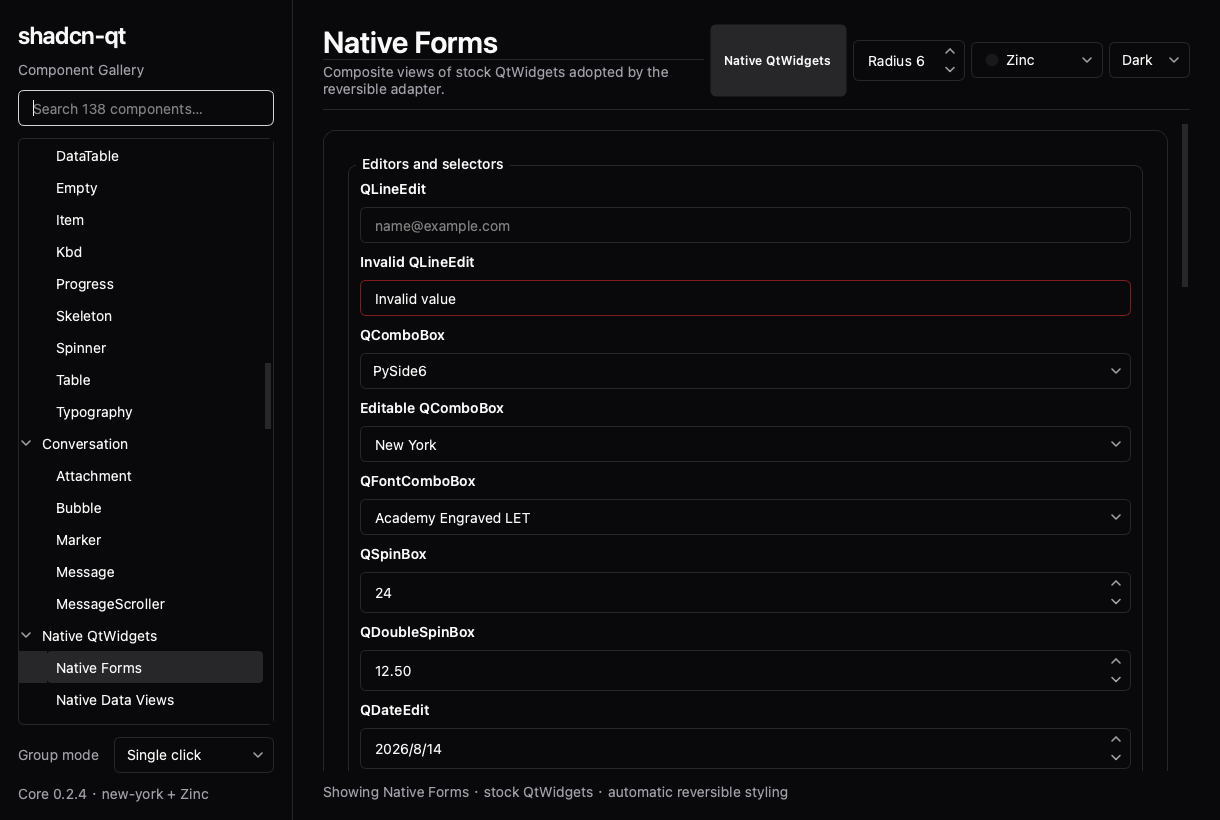 shadcn-qt
Component Gallery
Search 138 components...
DataTable
Empty
Item
Kbd
Progress
Skeleton
Spinner
Table
Typography
Conversation
Attachment
Bubble
Marker
Message
MessageScroller
Native QtWidgets
Native Forms
Native Data Views
Group mode
Single click
Core 0.2.4 · new-york + Zinc
Native Forms
Composite views of stock QtWidgets adopted by the
reversible adapter.
Native QtWidgets
Radius 6
Zinc
Dark
Editors and selectors
QLineEdit
name@example.com
Invalid QLineEdit
Invalid value
QComboBox
PySide6
Editable QComboBox
New York
QFontComboBox
Academy Engraved LET
QSpinBox
24
QDoubleSpinBox
12.50
QDateEdit
2026/8/14
Showing Native Forms · stock QtWidgets · automatic reversible styling